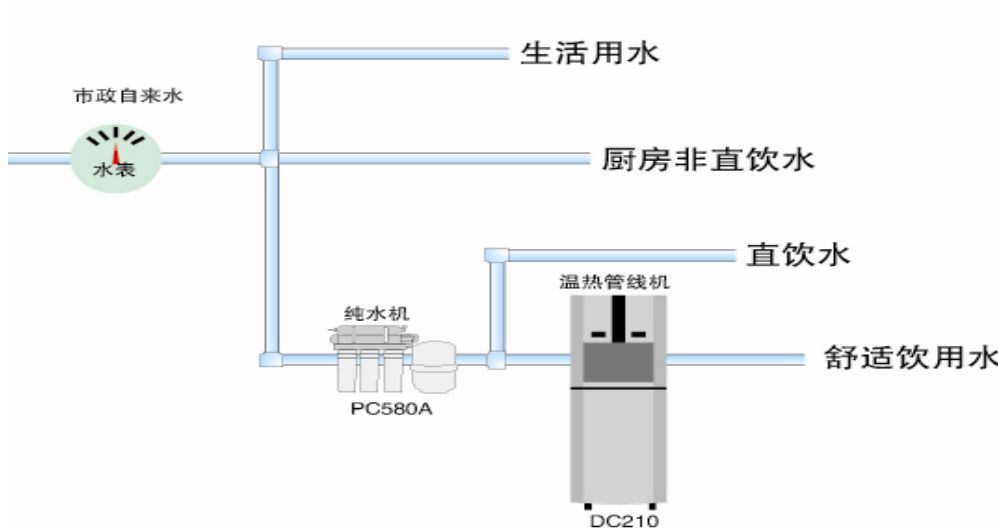 生活用水
市政自来水
水表
厨房非直饮水
直饮水
温热管线机
纯水机
舒适饮用水
PC580A
DC210